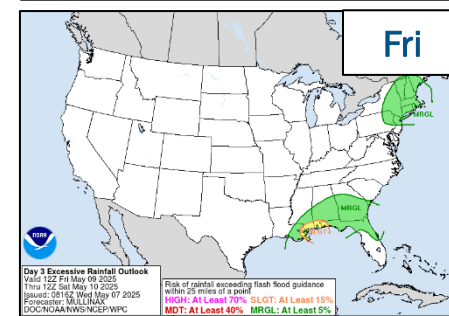 Fri
MRGL
MRGL
SLGT
NOAA
Day 3 Excessive Rainfall Outlook
Valid 12Z Fri May 09 2025
Thru 12Z Sat May 10 2025
Issued: 0816Z Wed May 07 2025
Forecaster: MULLINAX
DOC/NOAA/NWS/NCEP/WPC
Risk of rainfall exceeding flash flood guidance
within 25 miles of a point
HIGH: At Least 70% SLGT: At Least 15%
MDT: At Least 40% MRGL: At Least 5%